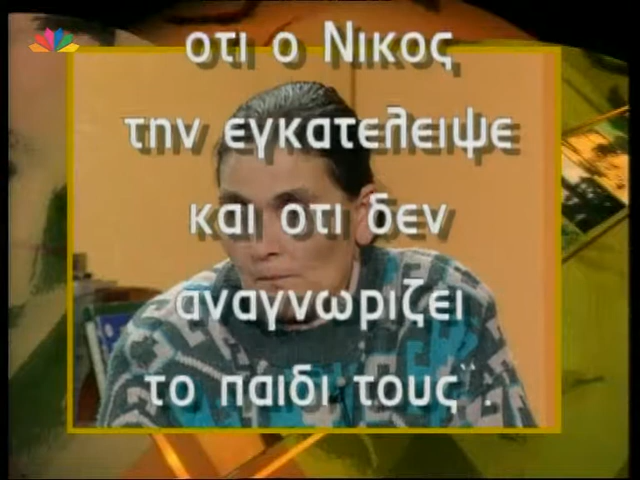 οτι ο Νικος
την εγκατελειψε
και οτι δεν
αναγνωριζει
το παιδι τους".